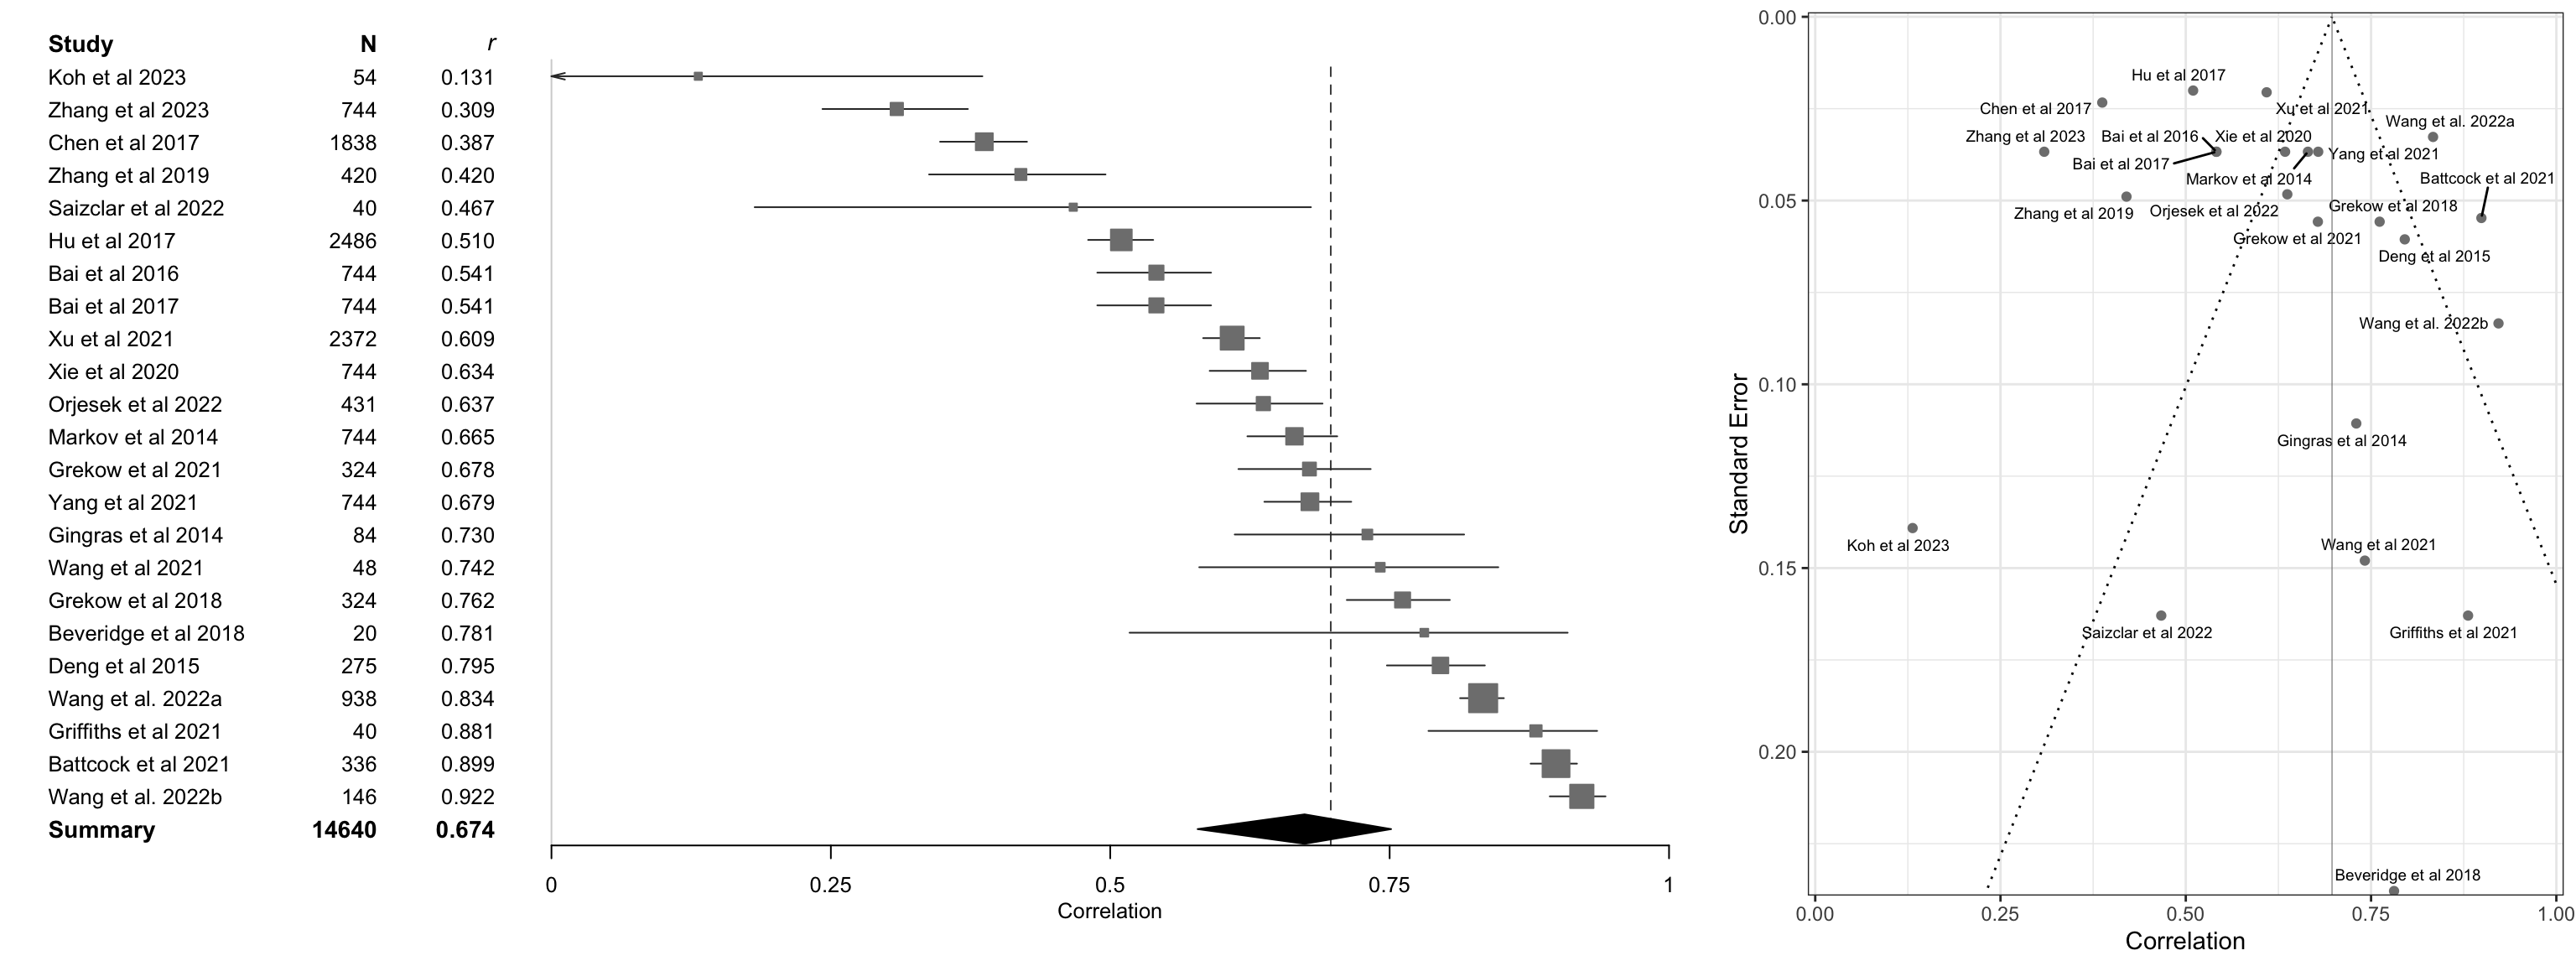 Study N r
Koh et al 2023 54 0.131
Zhang et al 2023 744 0.309
Chen et al 2017 1838 0.387
Zhang et al 2019 420 0.420
Saizclar et al 2022 40 0.467
Hu et al 2017 2486 0.510
Bai et al 2016 744 0.541
Bai et al 2017 744 0.541
Xu et al 2021 2372 0.609
Xie et al 2020 744 0.634
Orjesek et al 2022 431 0.637
Markov et al 2014 744 0.665
Grekow et al 2021 324 0.678
Yang et al 2021 744 0.679
Gingras et al 2014 84 0.730
Wang et al 2021 48 0.742
Grekow et al 2018 324 0.762
Beveridge et al 2018 20 0.781
Deng et al 2015 275 0.795
Wang et al. 2022a 938 0.834
Griffiths et al 2021 40 0.881
Battcock et al 2021 336 0.899
Wang et al. 2022b 146 0.922
Summary 14640 0.674
0 0.25 0.5 0.75 1
Correlation
0.00
Hu et al 2017
Chen et al 2017
Xu et al 2021
Wang et al. 2022a
Zhang et al 2023
Bai et al 2016
Xie et al 2020
Bai et al 2017
Yang et al 2021
Markov et al 2014
Battcock et al 2021
0.05
Zhang et al 2019
Orjesek et al 2022
Grekow et al 2018
Grekow et al 2021
Deng et al 2015
Wang et al. 2022b
0.10
Standard Error
Gingras et al 2014
Koh et al 2023
Wang et al 2021
0.15
Saizclar et al 2022
Griffiths et al 2021
0.20
Beveridge et al 2018
0.00 0.25 0.50 0.75 1.00
Correlation